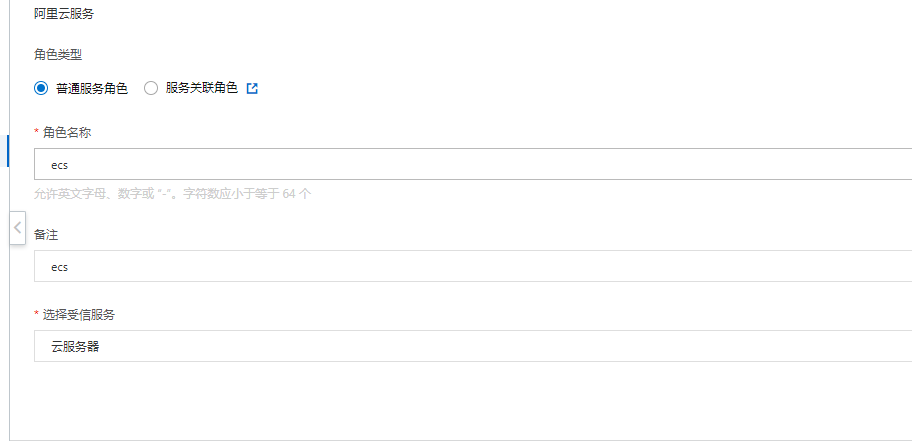 阿里云服务
角色类型
普通服务角色 服务关联角色
* 角色名称
ecs
允许英文字母、数字或 "-"。字符数应小于等于 64 个
备注
ecs
* 选择受信服务
云服务器